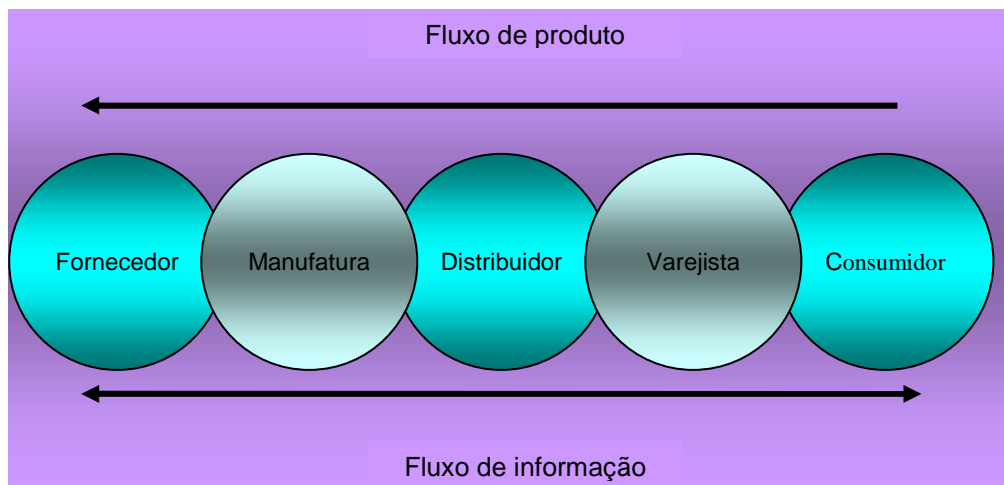 Fluxo de produto
Fornecedor
Manufatura
Distribuidor
Varejista
Consumidor
Fluxo de informação